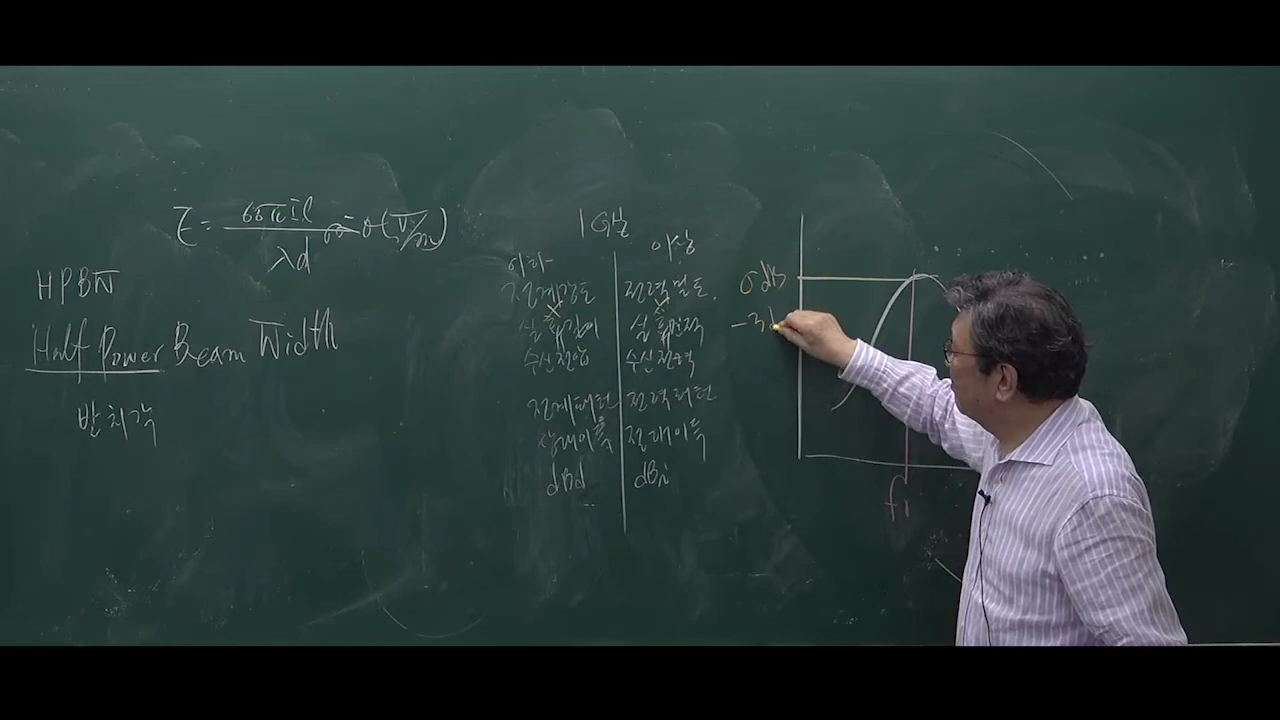 HPBW
Half Power Beam Width
반치각
E = 60πIl / λd sinθ (V/m)
1G㎐
이하
이상
전계강도
전력밀도
실효길이
실효면적
수신전압
수신전력
전계패턴
전력패턴
상대이득
절대이득
dBd
dBi
0dB
-3
fr